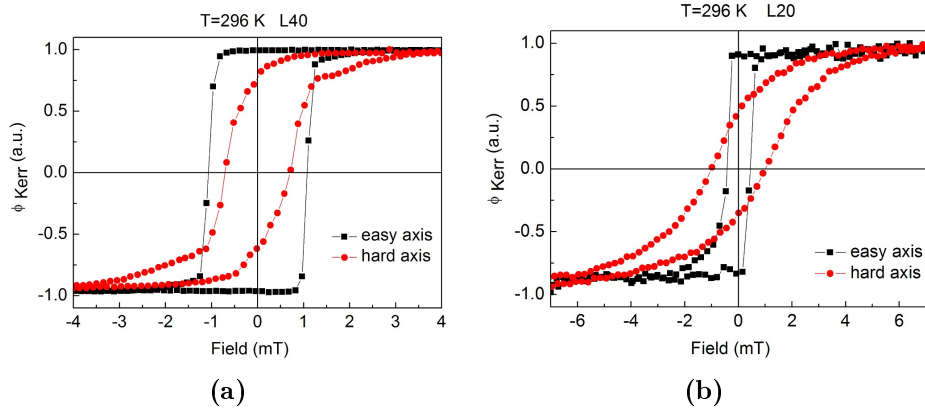 T=296 K L40
1.0
0.5
0.0
-0.5
-1.0
ϕ Kerr (a.u.)
easy axis
hard axis
-4 -3 -2 -1 0 1 2 3 4
Field (mT)
(a)
T=296 K L20
1.0
0.5
0.0
-0.5
-1.0
ϕ Kerr (a.u.)
easy axis
hard axis
-6 -4 -2 0 2 4 6
Field (mT)
(b)